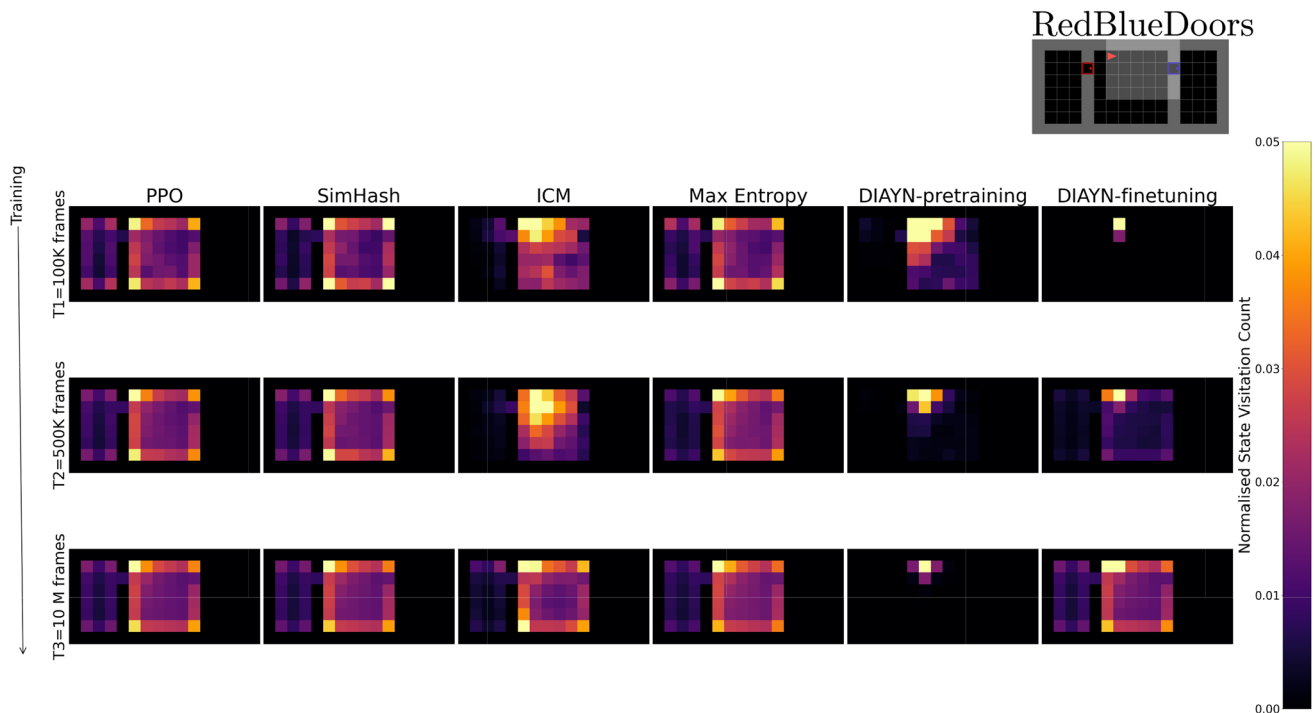 RedBlueDoors
Training
PPO
SimHash
ICM
Max Entropy
DIAYN-pretraining
DIAYN-finetuning
T1=100K frames
T2=500K frames
T3=10 M frames
Normalised State Visitation Count
0.05
0.04
0.03
0.02
0.01
0.00